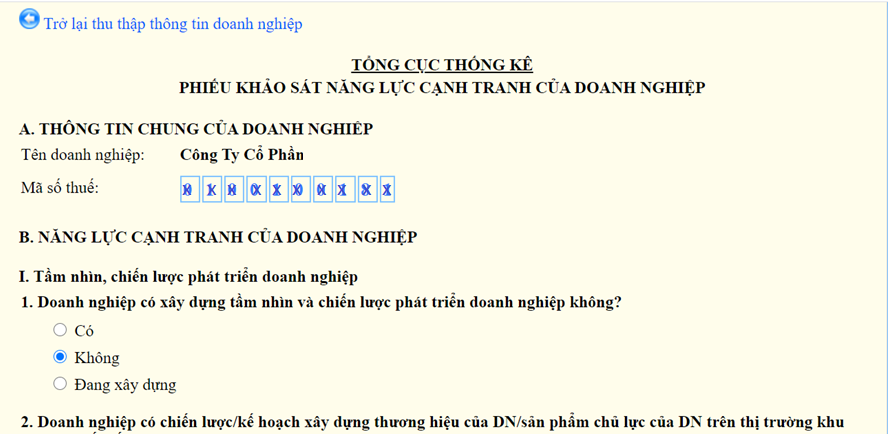 Trở lại thu thập thông tin doanh nghiệp
TỔNG CỤC THỐNG KÊ
PHIẾU KHẢO SÁT NĂNG LỰC CẠNH TRANH CỦA DOANH NGHIỆP
A. THÔNG TIN CHUNG CỦA DOANH NGHIỆP
Tên doanh nghiệp: Công Ty Cổ Phần
Mã số thuế:
B. NĂNG LỰC CẠNH TRANH CỦA DOANH NGHIỆP
I. Tầm nhìn, chiến lược phát triển doanh nghiệp
1. Doanh nghiệp có xây dựng tầm nhìn và chiến lược phát triển doanh nghiệp không?
Có
Không
Đang xây dựng
2. Doanh nghiệp có chiến lược/kế hoạch xây dựng thương hiệu của DN/sản phẩm chủ lực của DN trên thị trường khu